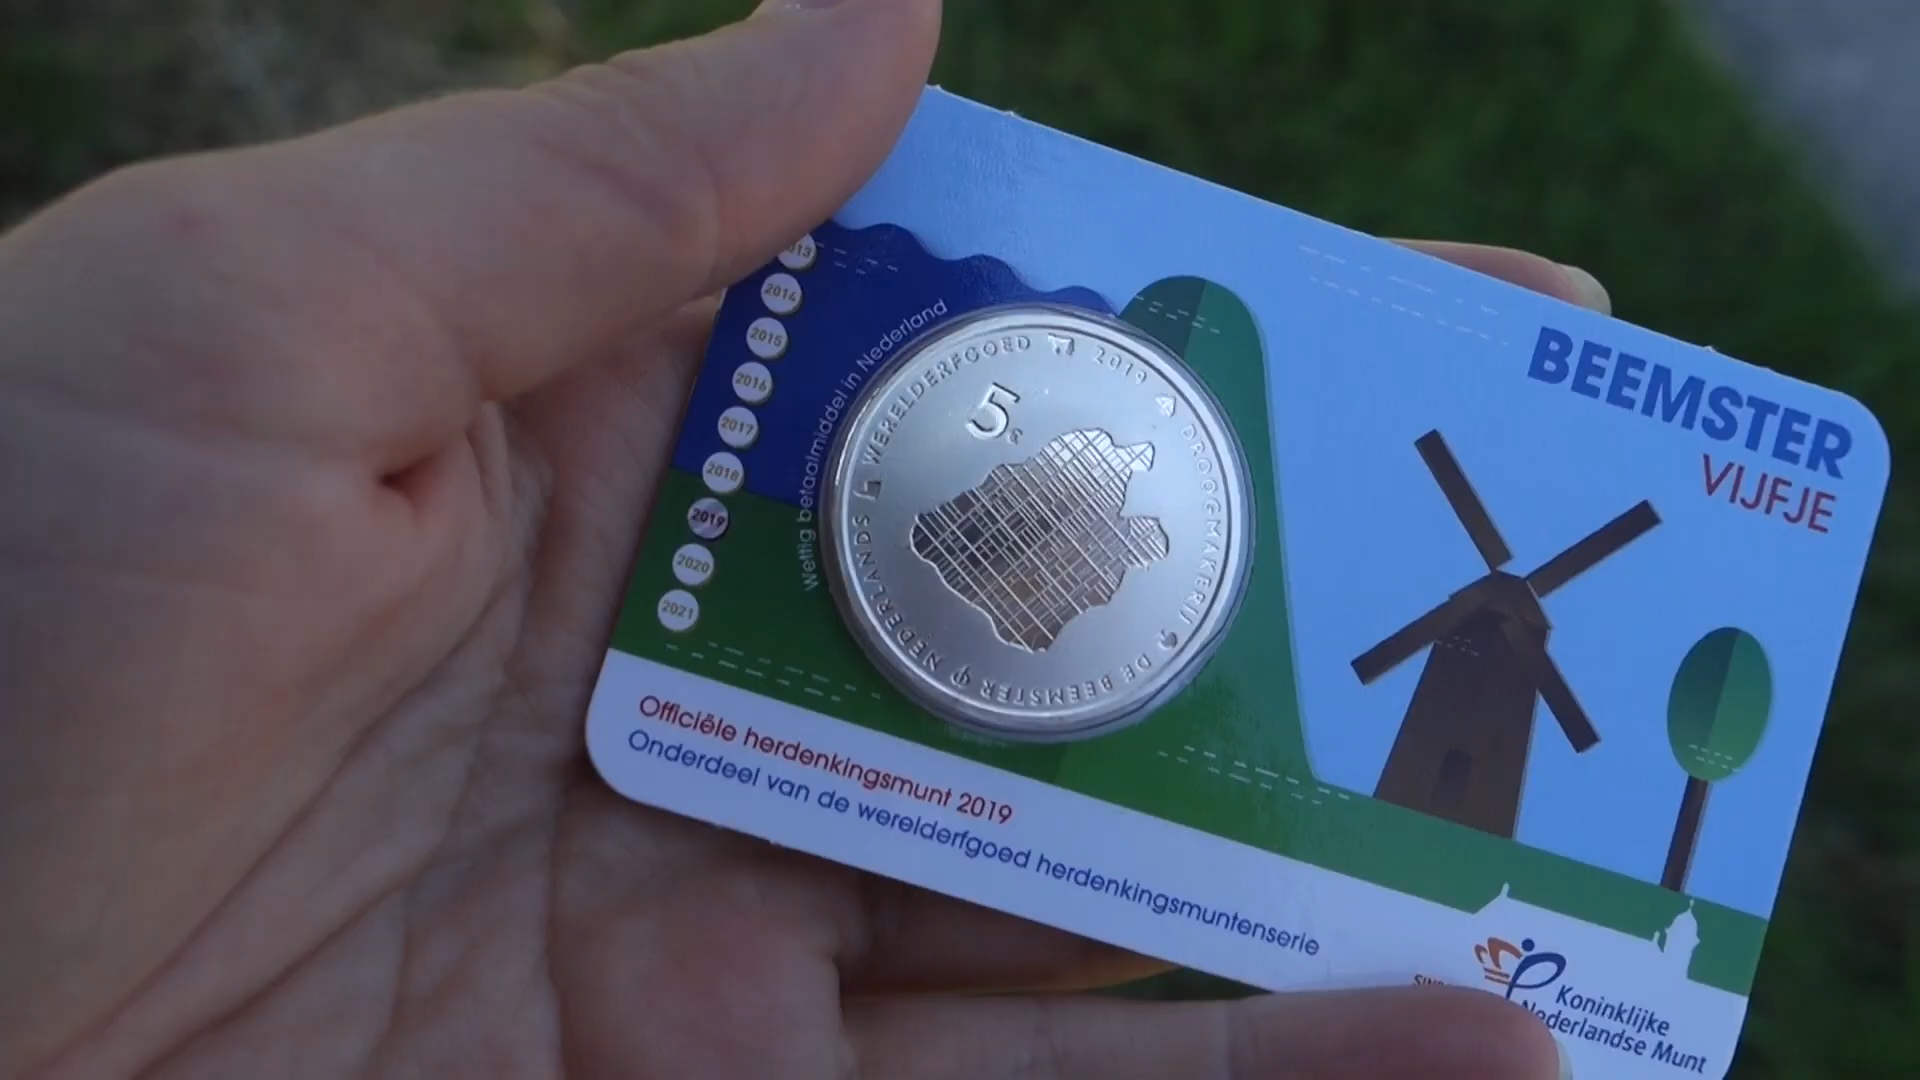 BEEMSTER
VIJFJE
13
2014
2015
2016
2017
2018
2019
2020
2021
Wettig betaalmiddel in Nederland
NEDERLANDS WERELDERFGOED 2019 DROOGMAKERIJ DE BEEMSTER
5
€
Officiële herdenkingsmunt 2019
Onderdeel van de werelderfgoed herdenkingsmuntenserie
Koninklijke
Nederlandse Munt